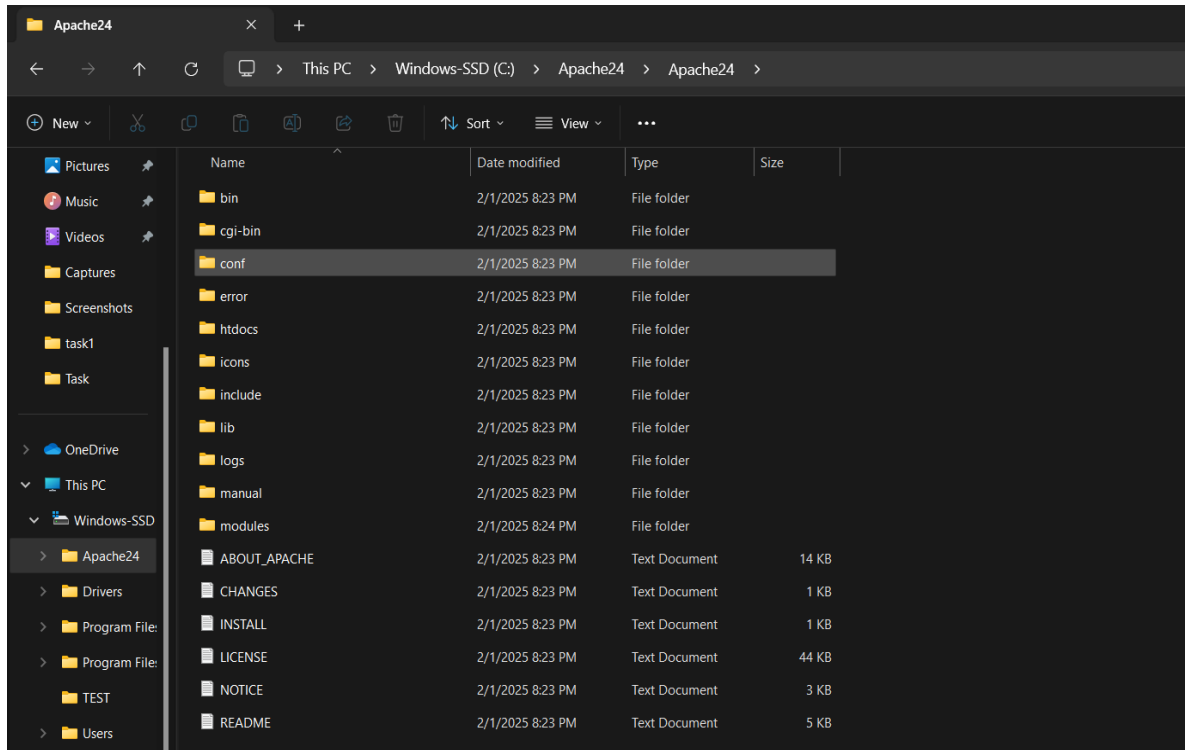 Apache24
This PC Windows-SSD (C:) Apache24 Apache24
New Sort View
Name Date modified Type Size
Pictures
Music
Videos
Captures
Screenshots
task1
Task
OneDrive
This PC
Windows-SSD
Apache24
Drivers
Program Files
Program Files
TEST
Users
bin 2/1/2025 8:23 PM File folder
cgi-bin 2/1/2025 8:23 PM File folder
conf 2/1/2025 8:23 PM File folder
error 2/1/2025 8:23 PM File folder
htdocs 2/1/2025 8:23 PM File folder
icons 2/1/2025 8:23 PM File folder
include 2/1/2025 8:23 PM File folder
lib 2/1/2025 8:23 PM File folder
logs 2/1/2025 8:23 PM File folder
manual 2/1/2025 8:23 PM File folder
modules 2/1/2025 8:24 PM File folder
ABOUT_APACHE 2/1/2025 8:23 PM Text Document 14 KB
CHANGES 2/1/2025 8:23 PM Text Document 1 KB
INSTALL 2/1/2025 8:23 PM Text Document 1 KB
LICENSE 2/1/2025 8:23 PM Text Document 44 KB
NOTICE 2/1/2025 8:23 PM Text Document 3 KB
README 2/1/2025 8:23 PM Text Document 5 KB